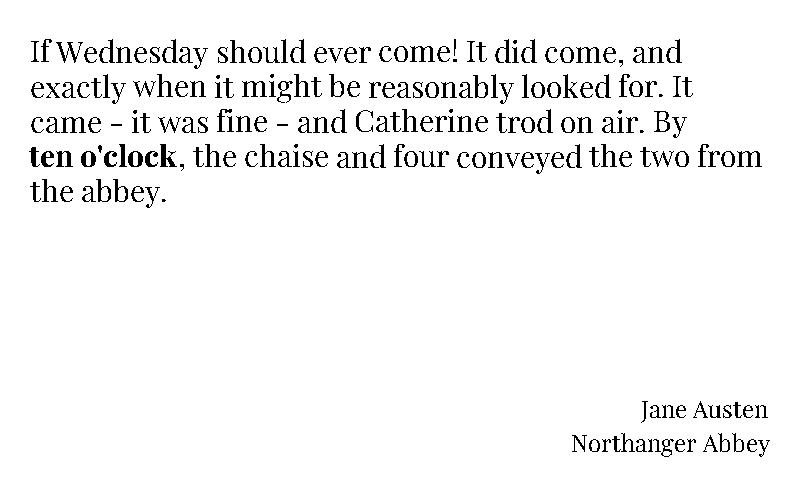 If Wednesday should ever come! It did come, and
exactly when it might be reasonably looked for. It
came - it was fine - and Catherine trod on air. By
ten o'clock, the chaise and four conveyed the two from
the abbey.
Jane Austen
Northanger Abbey